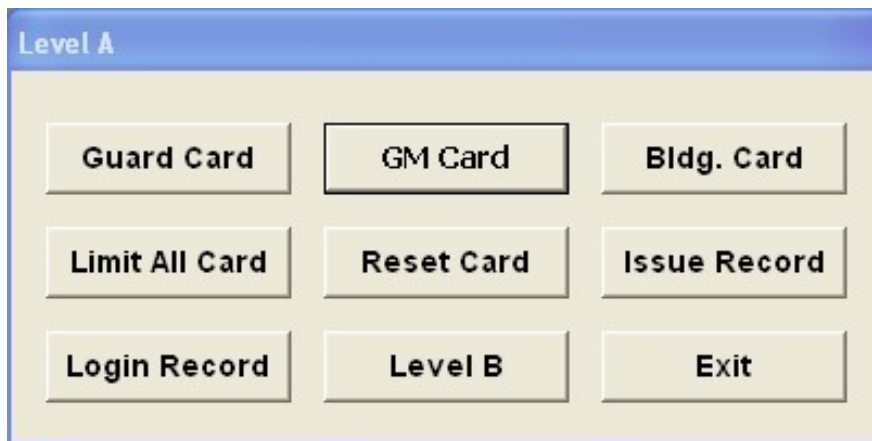 Level A
Guard Card GM Card Bldg. Card
Limit All Card Reset Card Issue Record
Login Record Level B Exit